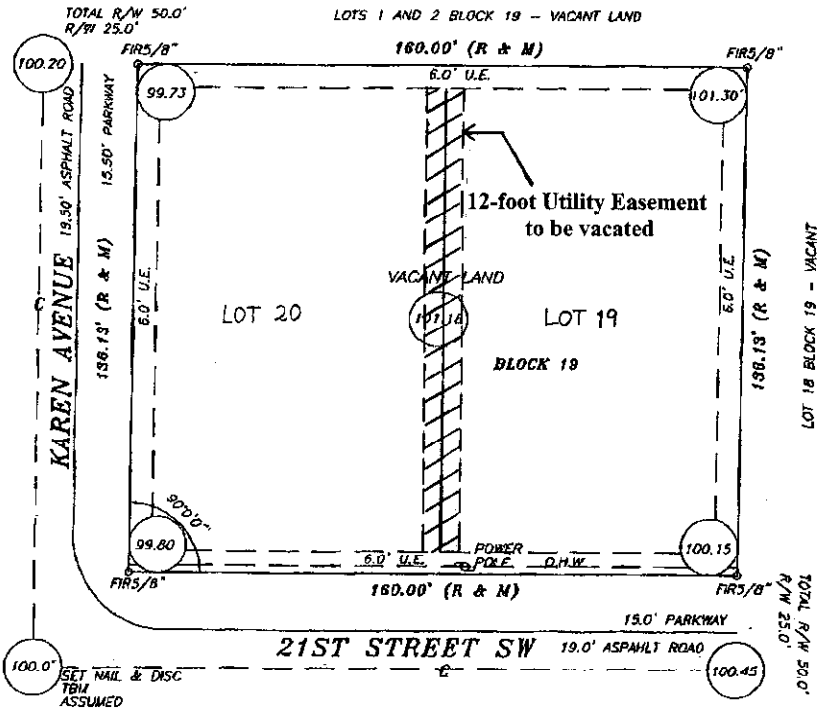 TOTAL R/W 50.0'
R/W 25.0'
LOTS 1 AND 2 BLOCK 19 - VACANT LAND
FIR5/8"
160.00' (R & M)
FIR5/8"
100.20
99.73
6.0' U.E.
101.30'
19.50' ASPHALT ROAD
15.50' PARKWAY
12-foot Utility Easement
to be vacated
KAREN AVENUE
136.13' (R & M)
6.0' U.E.
VACANT LAND
101.18
LOT 20
LOT 19
BLOCK 19
6.0' U.E.
136.13' (R & M)
LOT 18 BLOCK 19 - VACANT
90°0'0"
99.80
6.0' U.E.
POWER
POLE
O.H.W.
100.15
FIR5/8"
160.00' (R & M)
FIR5/8"
15.0' PARKWAY
TOTAL R/W 50.0'
R/W 25.0'
21ST STREET SW
19.0' ASPAHLT ROAD
100.0'
SET NAIL & DISC
TBM
ASSUMED
100.45